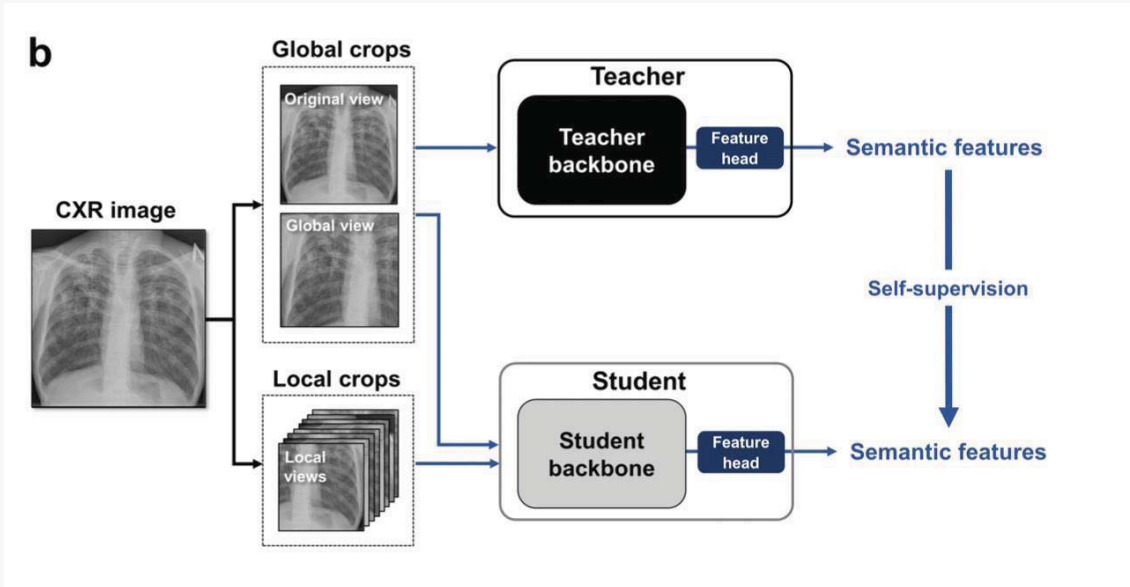 b
Global crops
Original view
Global view
CXR image
Local crops
Local
views
Teacher
Teacher
backbone
Feature
head
Semantic features
Self-supervision
Student
Student
backbone
Feature
head
Semantic features